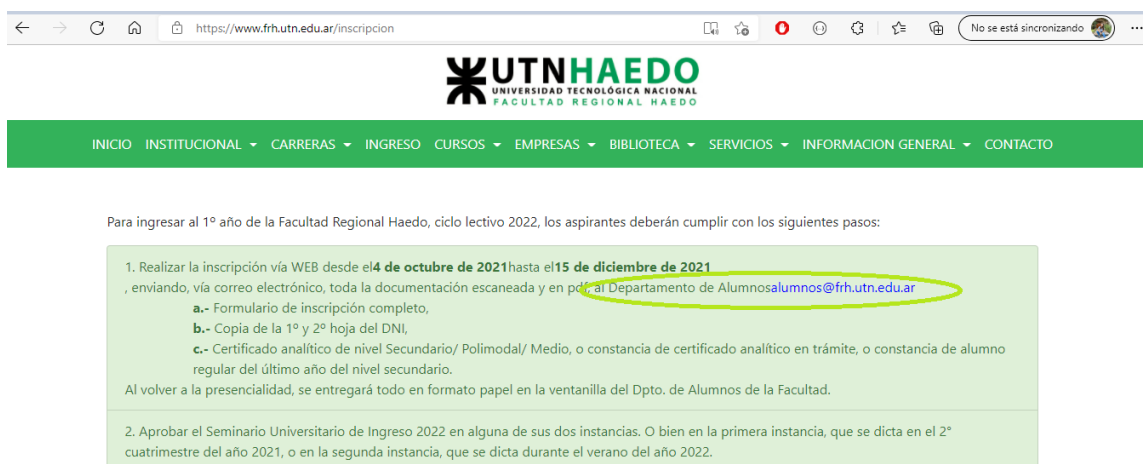 https://www.frh.utn.edu.ar/inscripcion
No se está sincronizando
UTNHAEDO
UNIVERSIDAD TECNOLÓGICA NACIONAL
FACULTAD REGIONAL HAEDO
INICIO INSTITUCIONAL CARRERAS INGRESO CURSOS EMPRESAS BIBLIOTECA SERVICIOS INFORMACION GENERAL CONTACTO
Para ingresar al 1º año de la Facultad Regional Haedo, ciclo lectivo 2022, los aspirantes deberán cumplir con los siguientes pasos:
1. Realizar la inscripción vía WEB desde el4 de octubre de 2021hasta el15 de diciembre de 2021
, enviando, vía correo electrónico, toda la documentación escaneada y en pdf, al Departamento de Alumnosalumnos@frh.utn.edu.ar
a.- Formulario de inscripción completo,
b.- Copia de la 1º y 2º hoja del DNI,
c.- Certificado analítico de nivel Secundario/ Polimodal/ Medio, o constancia de certificado analítico en trámite, o constancia de alumno
regular del último año del nivel secundario.
Al volver a la presencialidad, se entregará todo en formato papel en la ventanilla del Dpto. de Alumnos de la Facultad.
2. Aprobar el Seminario Universitario de Ingreso 2022 en alguna de sus dos instancias. O bien en la primera instancia, que se dicta en el 2°
cuatrimestre del año 2021, o en la segunda instancia, que se dicta durante el verano del año 2022.